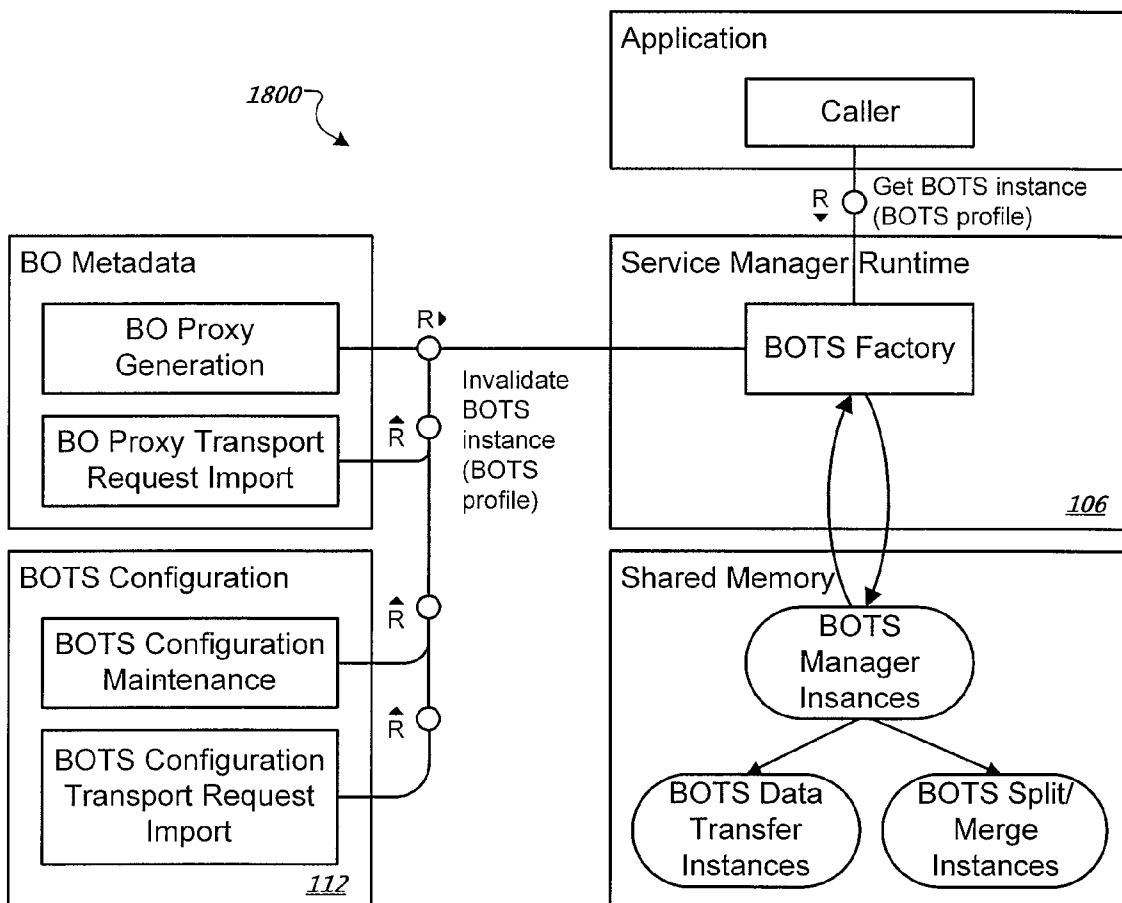 Application
1800
Caller
R
Get BOTS instance
(BOTS profile)
BO Metadata
Service Manager Runtime
BO Proxy
Generation
R
BOTS Factory
Invalidate
BOTS
instance
(BOTS
profile)
BO Proxy Transport
Request Import
R
106
BOTS Configuration
Shared Memory
BOTS Configuration
Maintenance
R
BOTS
Manager
Insances
BOTS Configuration
Transport Request
Import
R
BOTS Data
Transfer
Instances
BOTS Split/
Merge
Instances
112